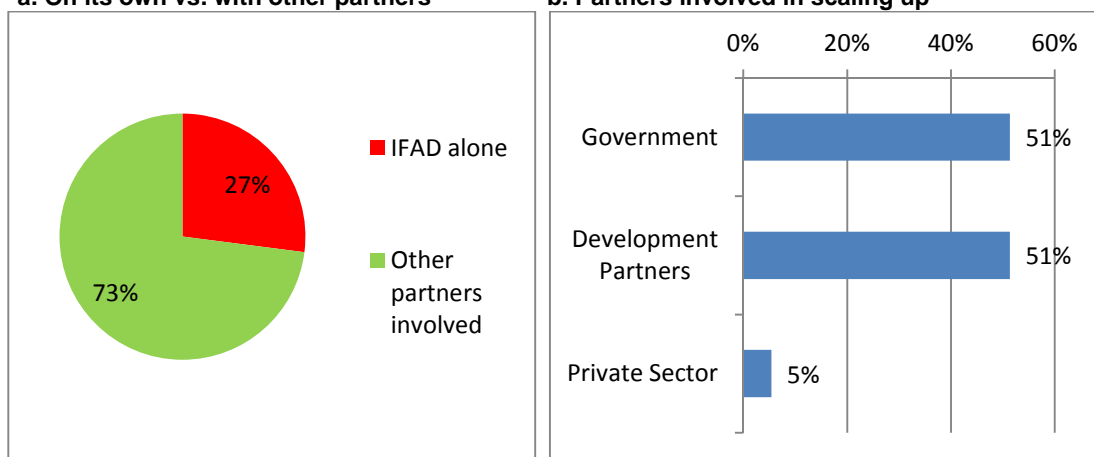 a. On its own vs. with other partners
b. Partners involved in scaling up
27%
73%
IFAD alone
Other
partners
involved
0% 20% 40% 60%
Government 51%
Development
Partners 51%
Private Sector 5%